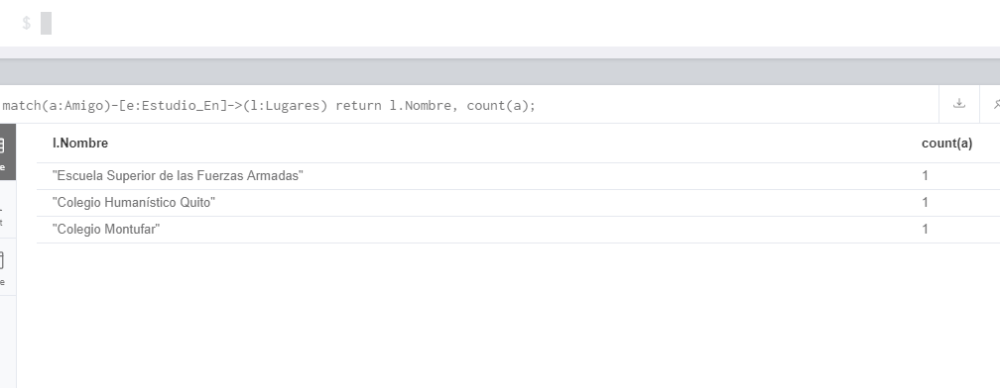 $
match(a:Amigo)-[e:Estudio_En]->(l:Lugares) return l.Nombre, count(a);
l.Nombre count(a)
"Escuela Superior de las Fuerzas Armadas" 1
"Colegio Humanístico Quito" 1
"Colegio Montufar" 1